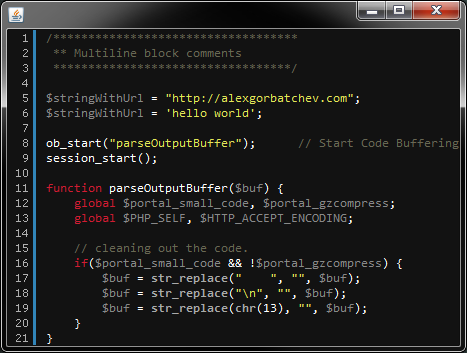 1 /***********************************
2  ** Multiline block comments
3  ***********************************/
4
5 $stringWithUrl = "http://alexgorbatchev.com";
6 $stringWithUrl = 'hello world';
7
8 ob_start("parseOutputBuffer");      // Start Code Buffering
9 session_start();
10
11 function parseOutputBuffer($buf) {
12     global $portal_small_code, $portal_gzcompress;
13     global $PHP_SELF, $HTTP_ACCEPT_ENCODING;
14
15     // cleaning out the code.
16     if($portal_small_code && !$portal_gzcompress) {
17         $buf = str_replace("    ", "", $buf);
18         $buf = str_replace("\n", "", $buf);
19         $buf = str_replace(chr(13), "", $buf);
20     }
21 }